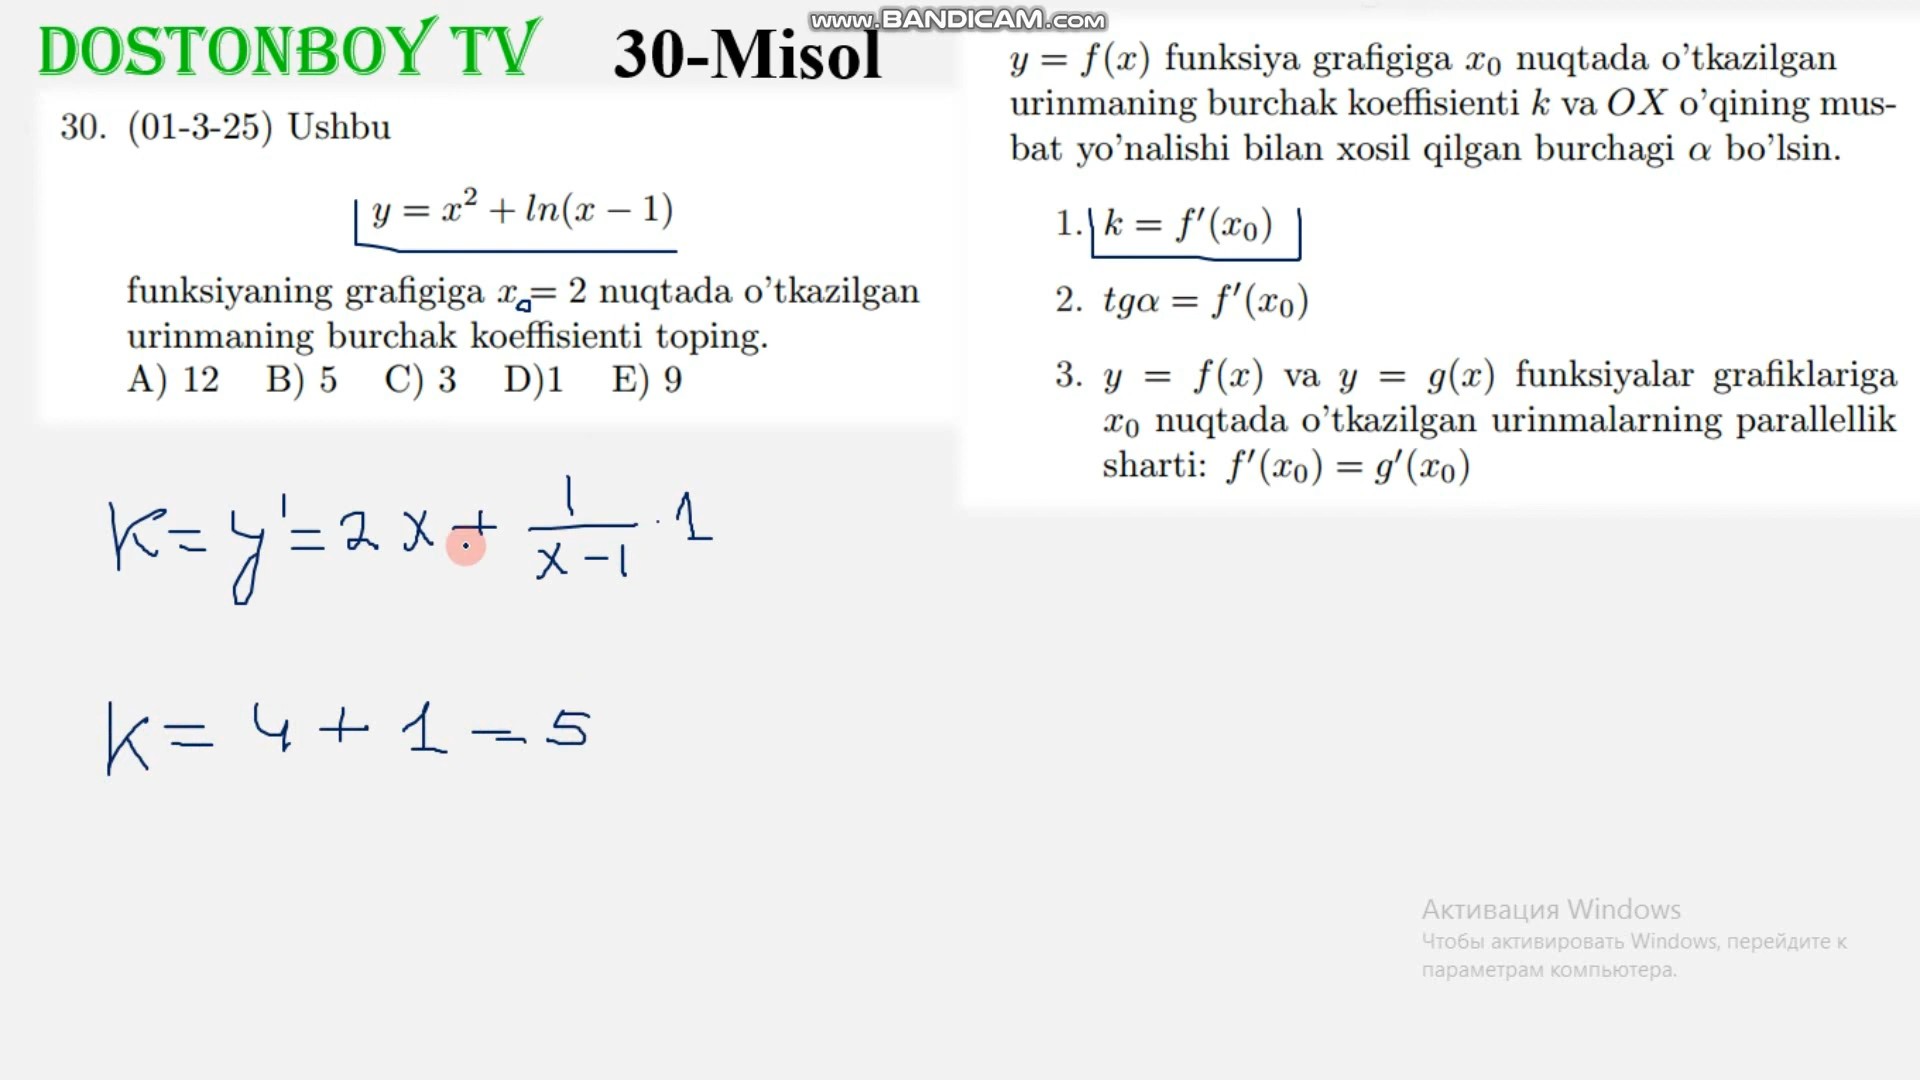 www.BANDICAM.com
DOSTONBOY TV
30-Misol
30. (01-3-25) Ushbu
y = x² + ln(x − 1)
funksiyaning grafigiga x₀ = 2 nuqtada o’tkazilgan
urinmaning burchak koeffisienti toping.
A) 12 B) 5 C) 3 D)1 E) 9
y = f(x) funksiya grafigiga x₀ nuqtada o’tkazilgan
urinmaning burchak koeffisienti k va OX o’qining mus-
bat yo’nalishi bilan xosil qilgan burchagi α bo’lsin.
1. k = f′(x₀)
2. tgα = f′(x₀)
3. y = f(x) va y = g(x) funksiyalar grafiklariga
x₀ nuqtada o’tkazilgan urinmalarning parallellik
sharti: f′(x₀) = g′(x₀)
K = y' = 2x + 1/(x−1) · 1
K = 4 + 1 = 5
Активация Windows
Чтобы активировать Windows, перейдите к
параметрам компьютера.